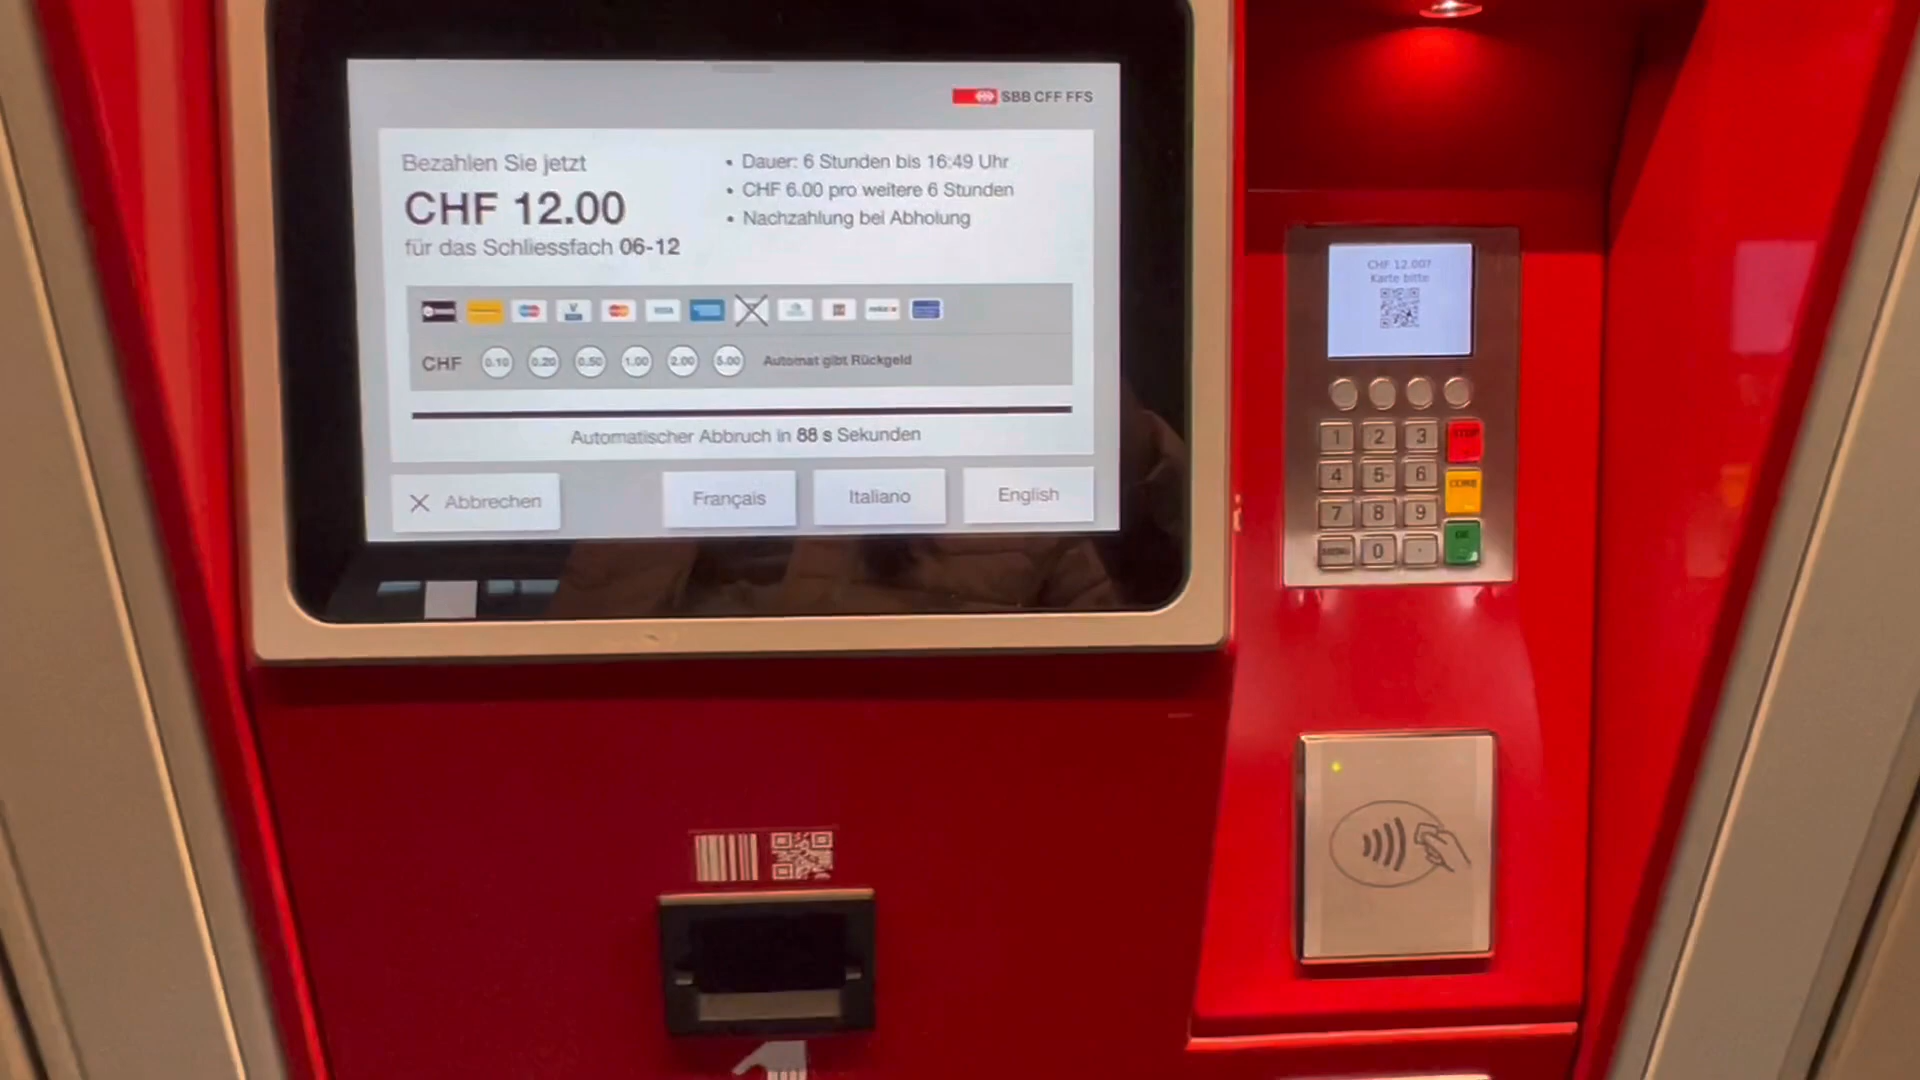 SBB CFF FFS
Bezahlen Sie jetzt
CHF 12.00
für das Schliessfach 06-12
• Dauer: 6 Stunden bis 16:49 Uhr
• CHF 6.00 pro weitere 6 Stunden
• Nachzahlung bei Abholung
VISA
CHF 0.10 0.20 0.50 1.00 2.00 5.00 Automat gibt Rückgeld
Automatischer Abbruch in 88 s Sekunden
Abbrechen
Français
Italiano
English
CHF 12.00?
Karte bitte
1 2 3 STOP
4 5 6 CORR
7 8 9
MENU 0 . OK